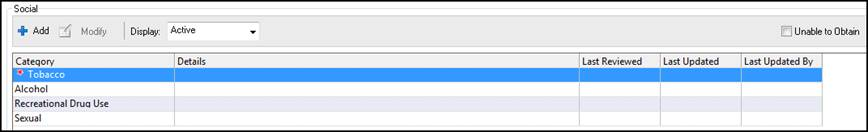 Social
Add Modify Display: Active Unable to Obtain
Category Details Last Reviewed Last Updated Last Updated By
* Tobacco
Alcohol
Recreational Drug Use
Sexual